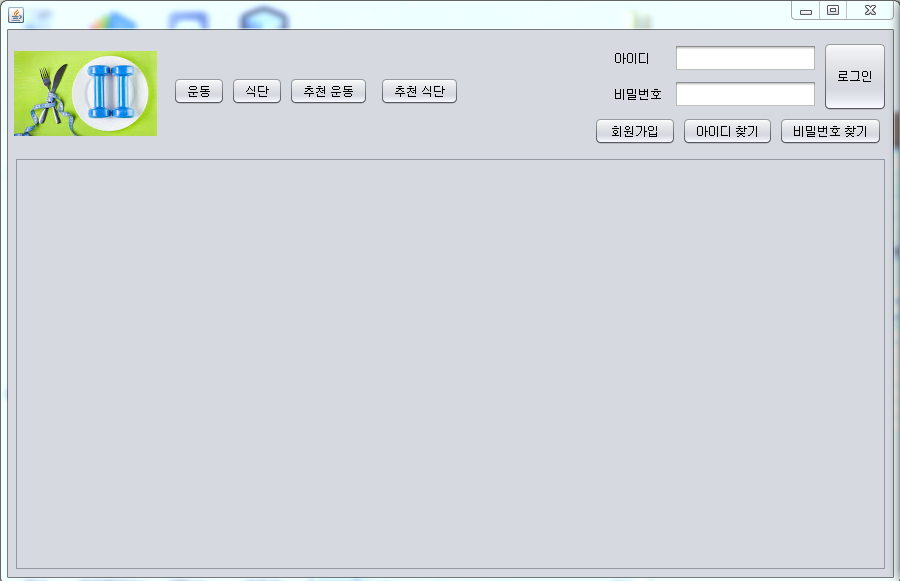 아이디
로그인
운동 식단 추천 운동 추천 식단
비밀번호
회원가입 아이디 찾기 비밀번호 찾기